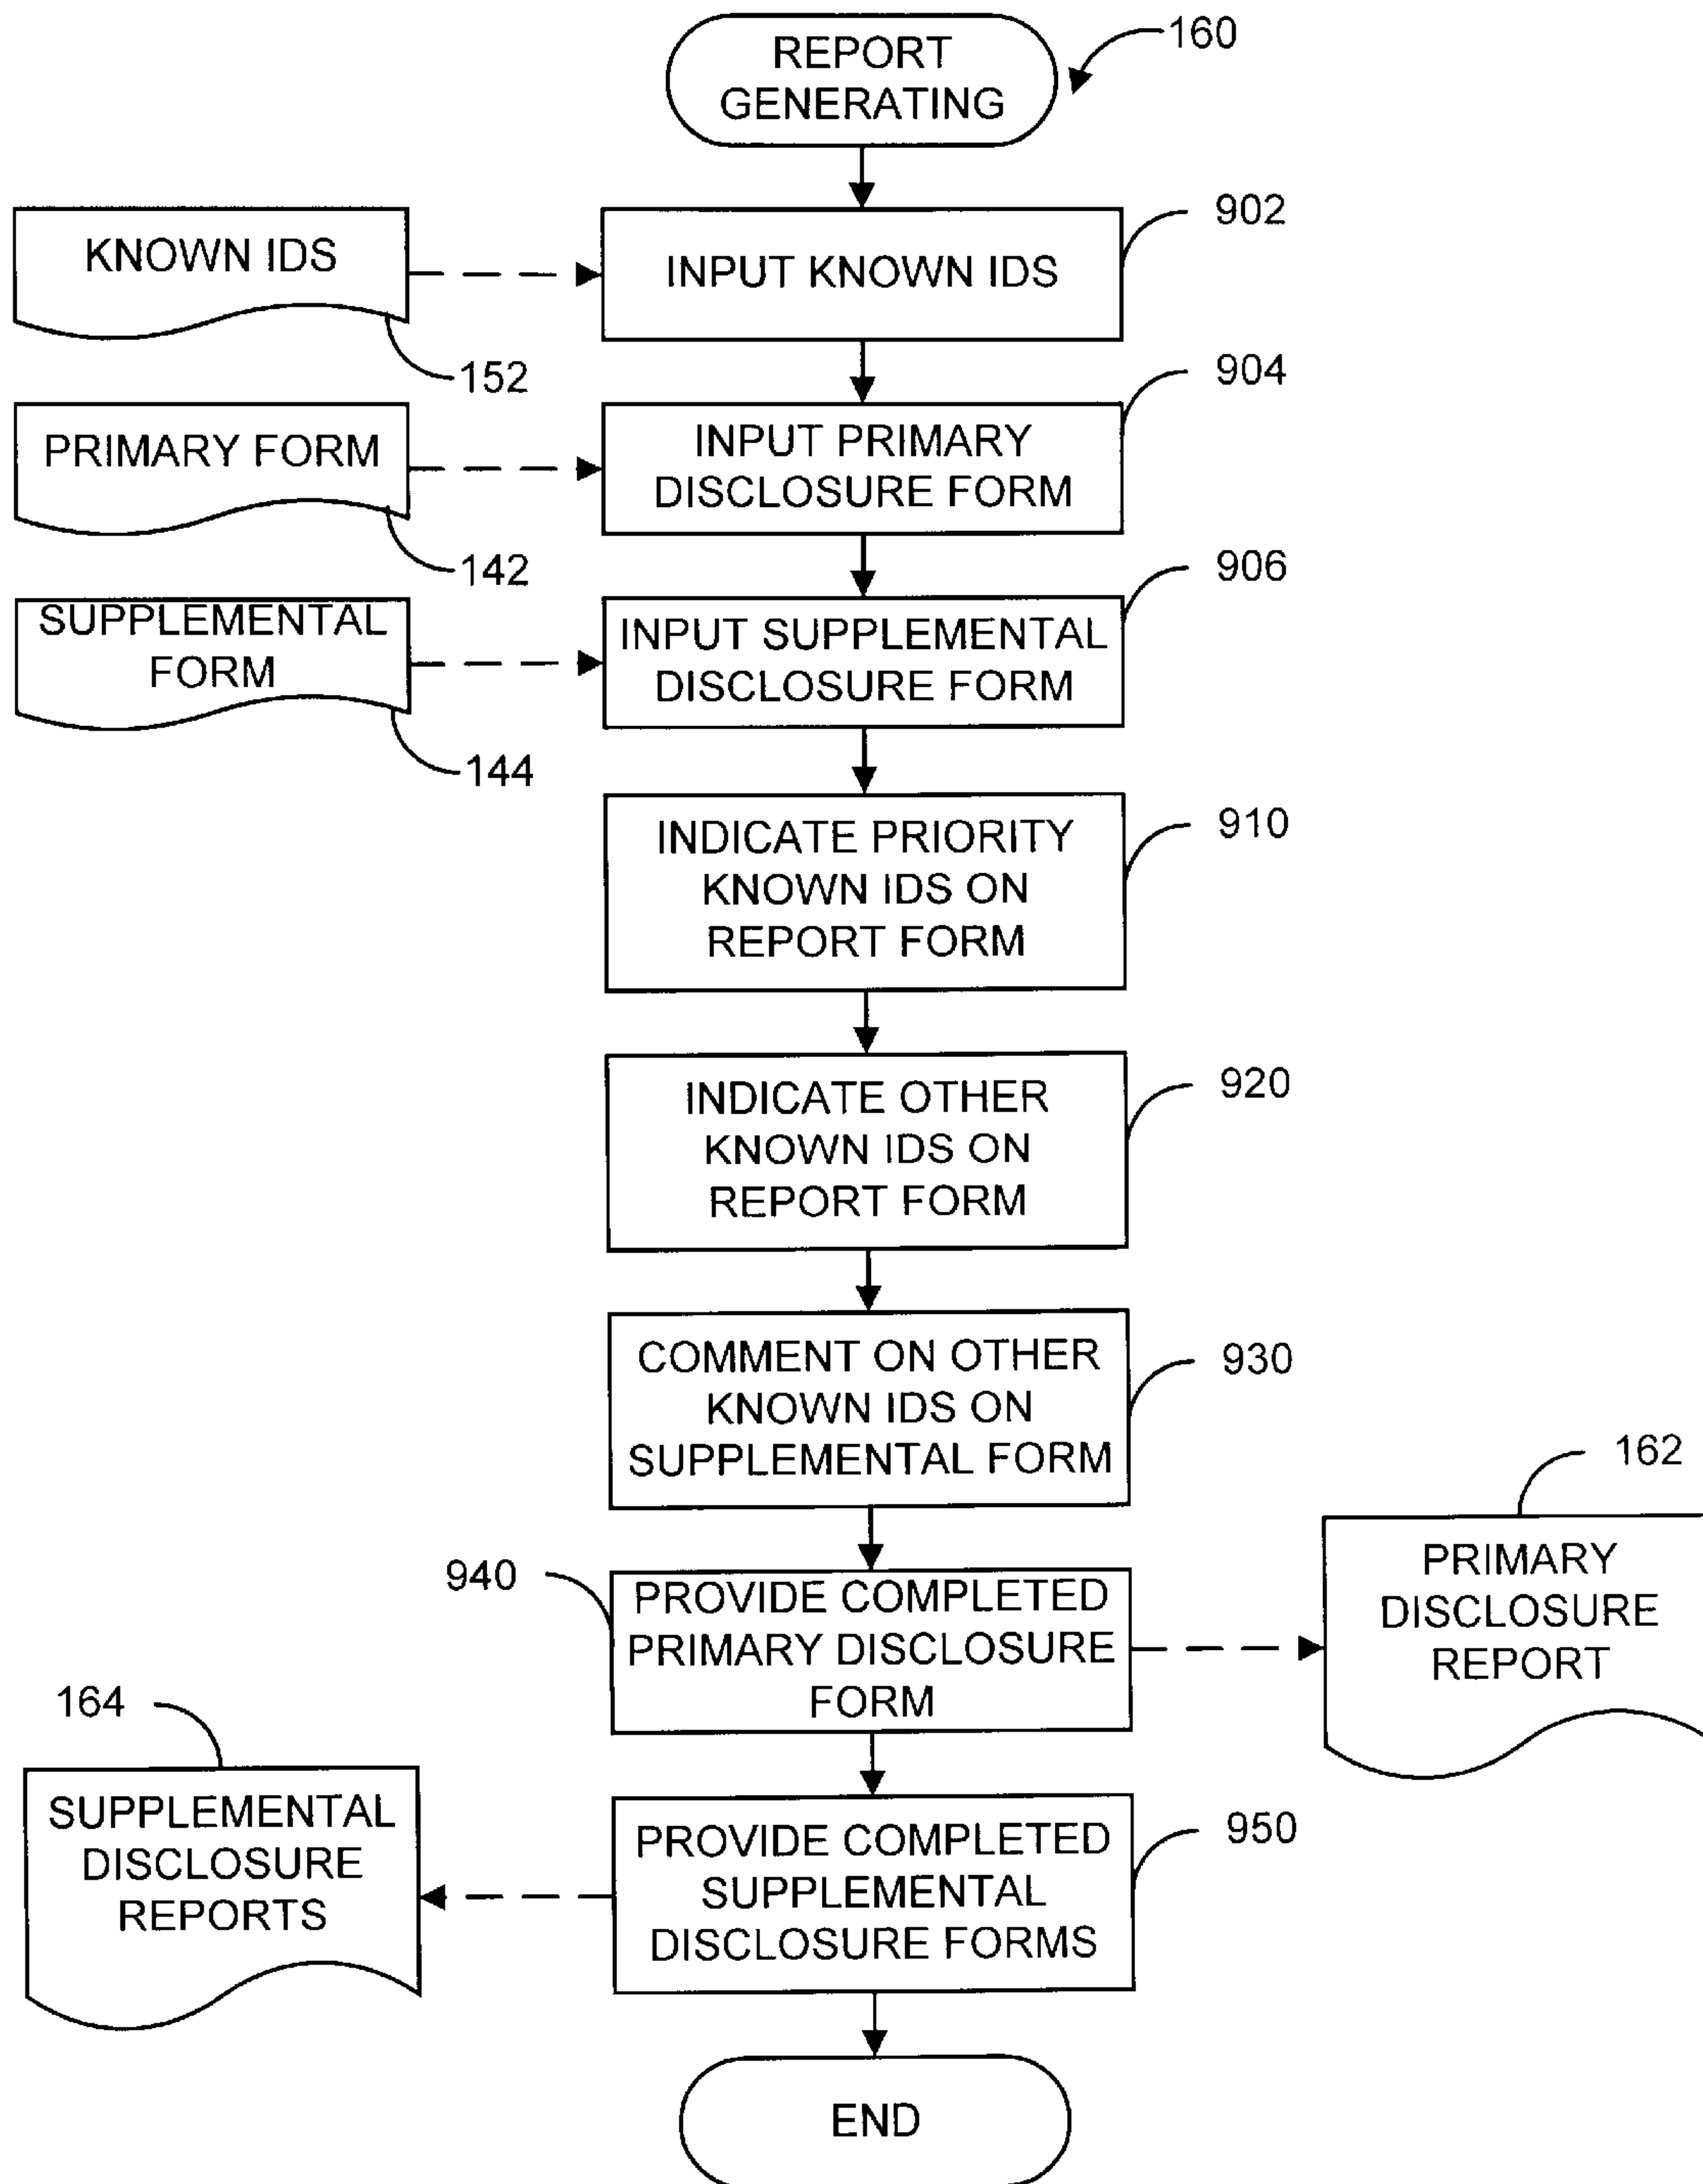 REPORT
GENERATING
160
KNOWN IDS
152
INPUT KNOWN IDS
902
PRIMARY FORM
142
INPUT PRIMARY
DISCLOSURE FORM
904
SUPPLEMENTAL
FORM
144
INPUT SUPPLEMENTAL
DISCLOSURE FORM
906
INDICATE PRIORITY
KNOWN IDS ON
REPORT FORM
910
INDICATE OTHER
KNOWN IDS ON
REPORT FORM
920
COMMENT ON OTHER
KNOWN IDS ON
SUPPLEMENTAL FORM
930
940
PROVIDE COMPLETED
PRIMARY DISCLOSURE
FORM
162
PRIMARY
DISCLOSURE
REPORT
164
SUPPLEMENTAL
DISCLOSURE
REPORTS
PROVIDE COMPLETED
SUPPLEMENTAL
DISCLOSURE FORMS
950
END